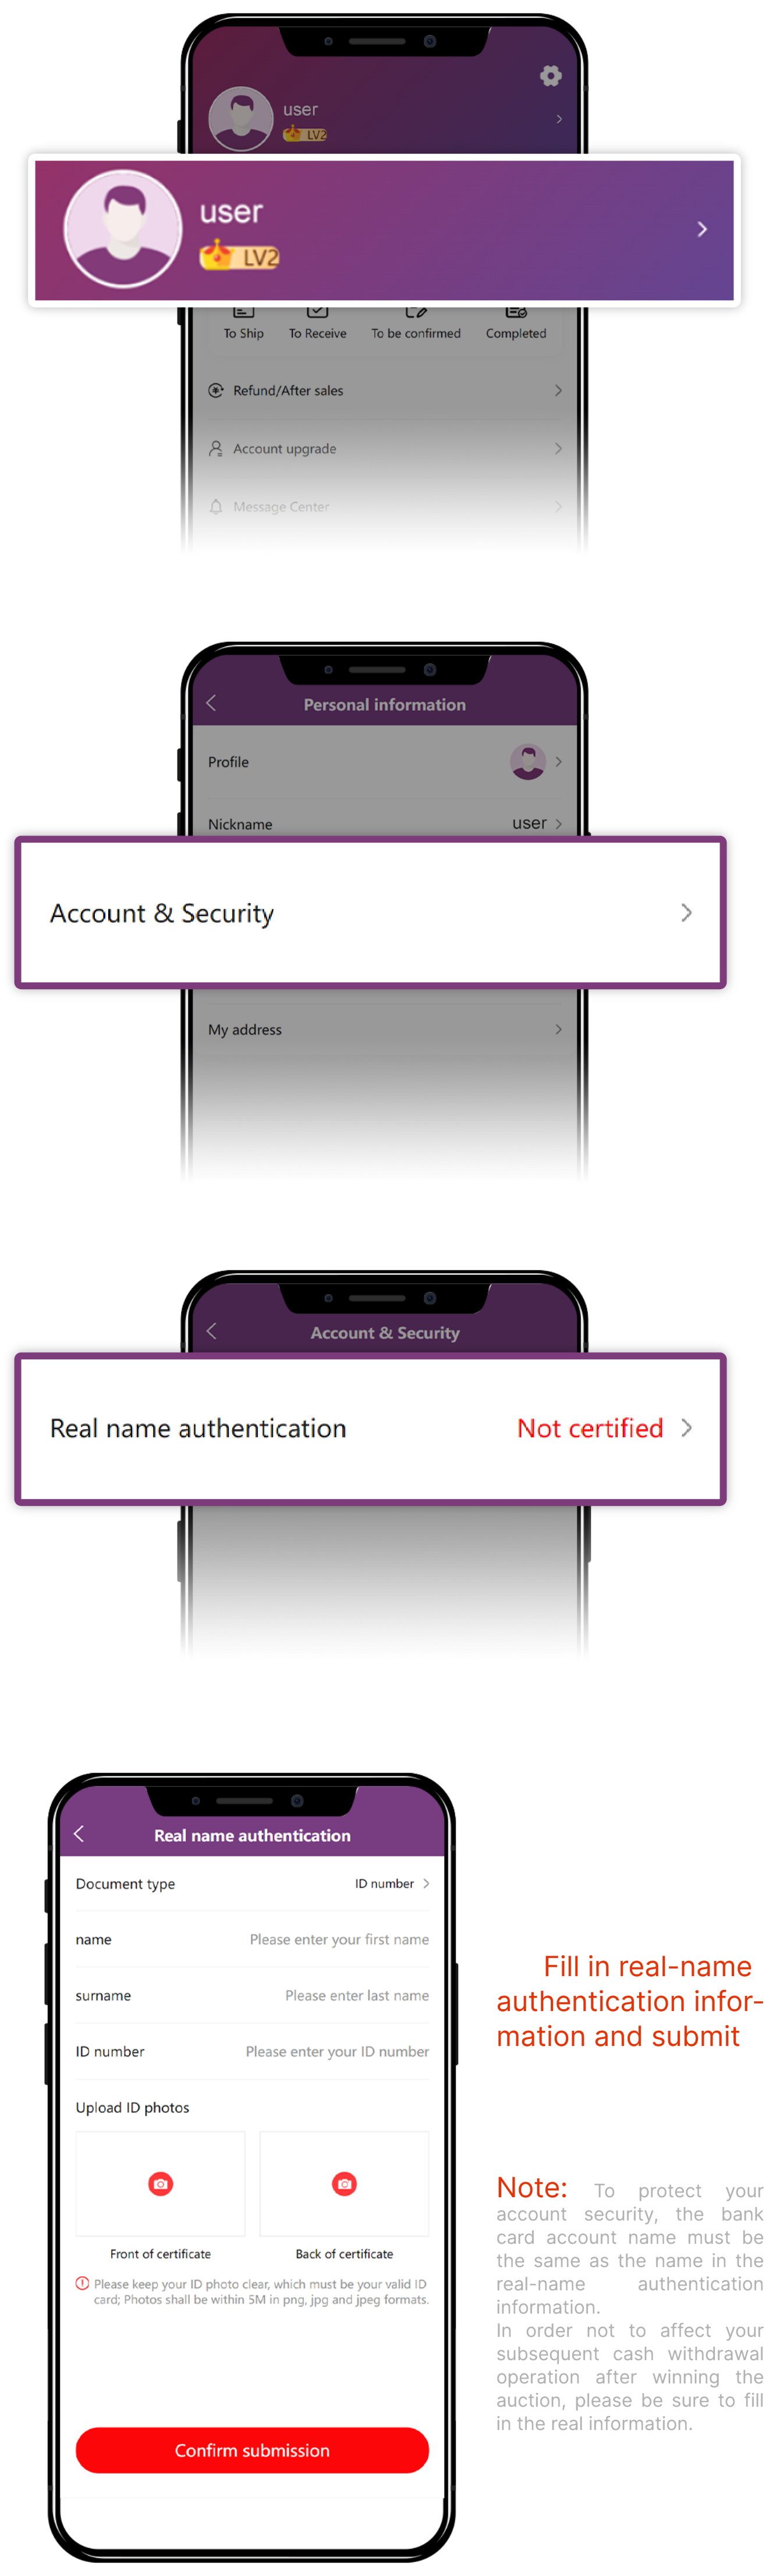 user
LV2
user
LV2
To Ship To Receive To be confirmed Completed
Refund/After sales
Account upgrade
Message Center
Personal information
Profile
Nickname user
Account & Security
My address
Account & Security
Real name authentication Not certified
Real name authentication
Document type ID number
name Please enter your first name
surname Please enter last name
ID number Please enter your ID number
Upload ID photos
Front of certificate Back of certificate
Please keep your ID photo clear, which must be your valid ID
card; Photos shall be within 5M in png, jpg and jpeg formats.
Confirm submission
Fill in real-name
authentication infor-
mation and submit
Note: To protect your
account security, the bank
card account name must be
the same as the name in the
real-name authentication
information.
In order not to affect your
subsequent cash withdrawal
operation after winning the
auction, please be sure to fill
in the real information.